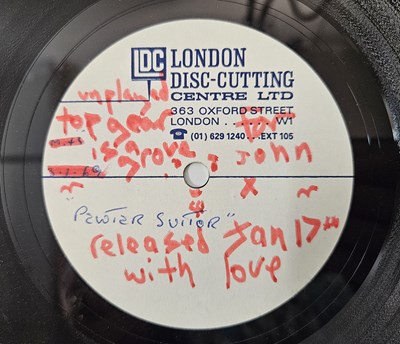 LDC LONDON
DISC-CUTTING
CENTRE LTD
363 OXFORD STREET
LONDON ...... W1
☎ (01) 629 1240 ... EXT 105
unplayed
top gear for
is a
grove, John
x
"PEWTER SUITOR"
released Jan 17th
with love